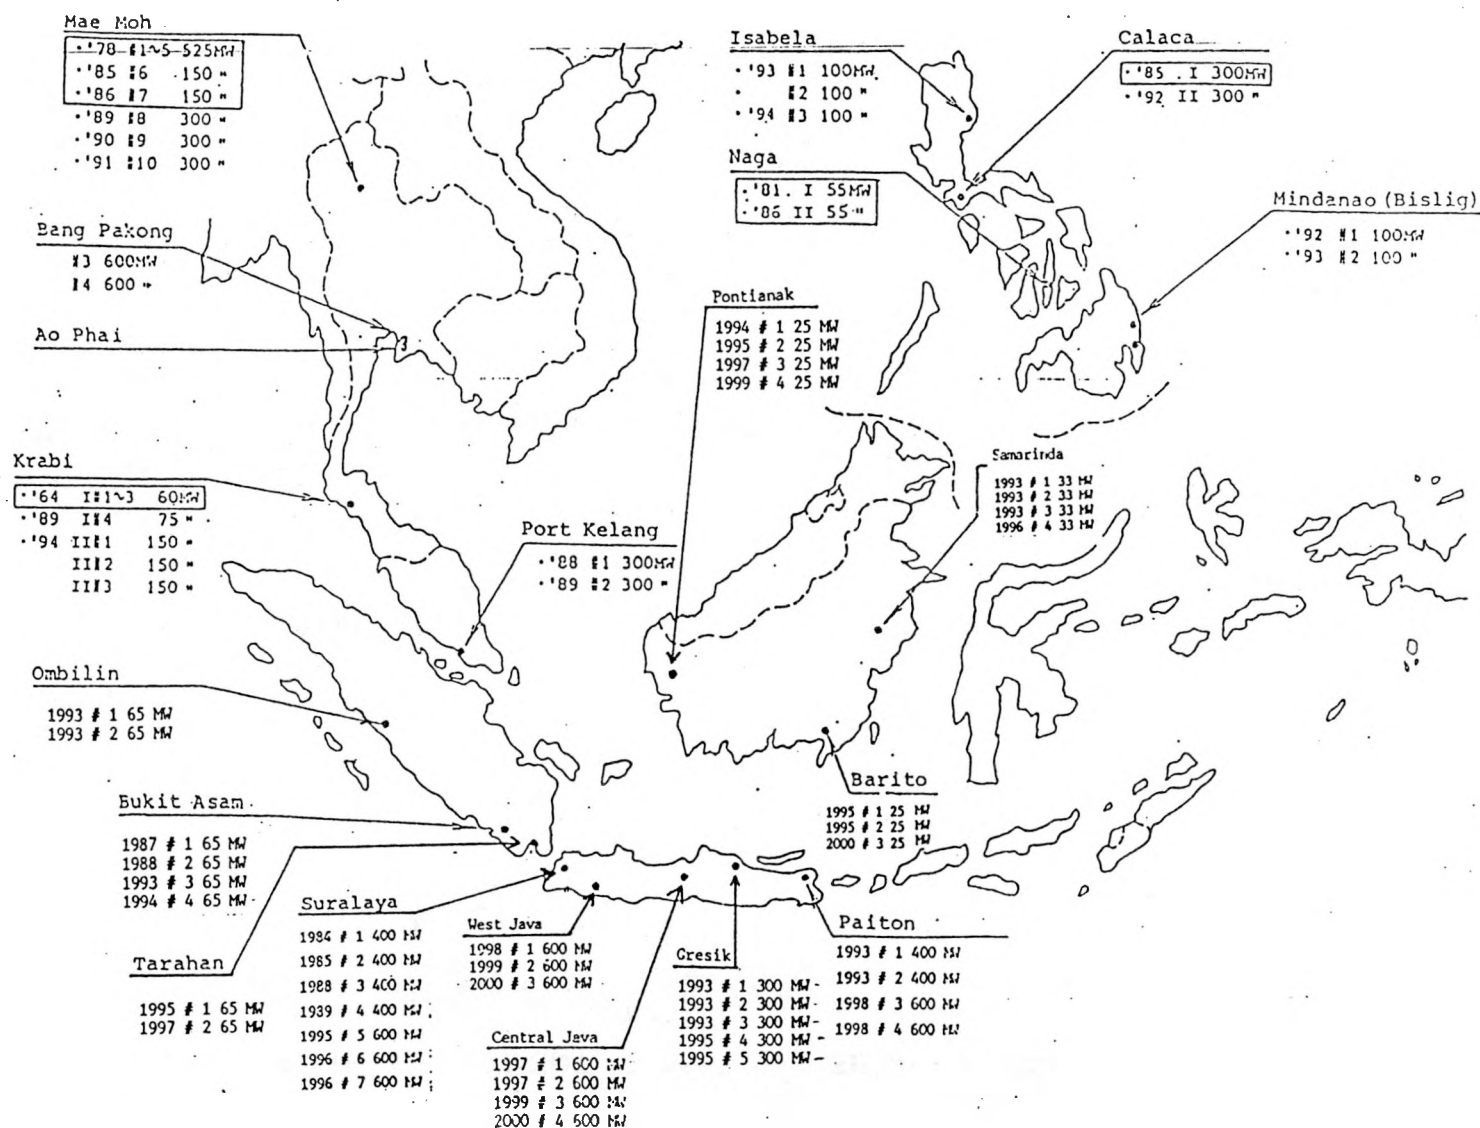 Mae Moh
·'78 #1~5 525MW
·'85 #6 150 "
·'86 #7 150 "
·'89 #8 300 "
·'90 #9 300 "
·'91 #10 300 "
Bang Pakong
#3 600MW
#4 600 "
Ao Phai
Krabi
·'64 I#1~3 60MW
·'89 I#4 75 "
·'94 II#1 150 "
II#2 150 "
II#3 150 "
Port Kelang
·'88 #1 300MW
·'89 #2 300 "
Isabela
·'93 #1 100MW
· #2 100 "
·'94 #3 100 "
Calaca
·'85 . I 300MW
·'92 II 300 "
Naga
·'81. I 55MW
·'86 II 55 "
Mindanao (Bislig)
·'92 #1 100MW
·'93 #2 100 "
Pontianak
1994 # 1 25 MW
1995 # 2 25 MW
1997 # 3 25 MW
1999 # 4 25 MW
Samarinda
1993 # 1 33 MW
1993 # 2 33 MW
1993 # 3 33 MW
1996 # 4 33 MW
Ombilin
1993 # 1 65 MW
1993 # 2 65 MW
Bukit Asam
1987 # 1 65 MW
1988 # 2 65 MW
1993 # 3 65 MW
1994 # 4 65 MW
Tarahan
1995 # 1 65 MW
1997 # 2 65 MW
Suralaya
1984 # 1 400 MW
1985 # 2 400 MW
1988 # 3 400 MW
1939 # 4 400 MW
1995 # 5 600 MW
1996 # 6 600 MW
1996 # 7 600 MW
West Java
1998 # 1 600 MW
1999 # 2 600 MW
2000 # 3 600 MW
Central Java
1997 # 1 600 MW
1997 # 2 600 MW
1999 # 3 600 MW
2000 # 4 600 MW
Gresik
1993 # 1 300 MW
1993 # 2 300 MW
1993 # 3 300 MW
1995 # 4 300 MW
1995 # 5 300 MW
Barito
1995 # 1 25 MW
1995 # 2 25 MW
2000 # 3 25 MW
Paiton
1993 # 1 400 MW
1993 # 2 400 MW
1998 # 3 600 MW
1998 # 4 600 MW